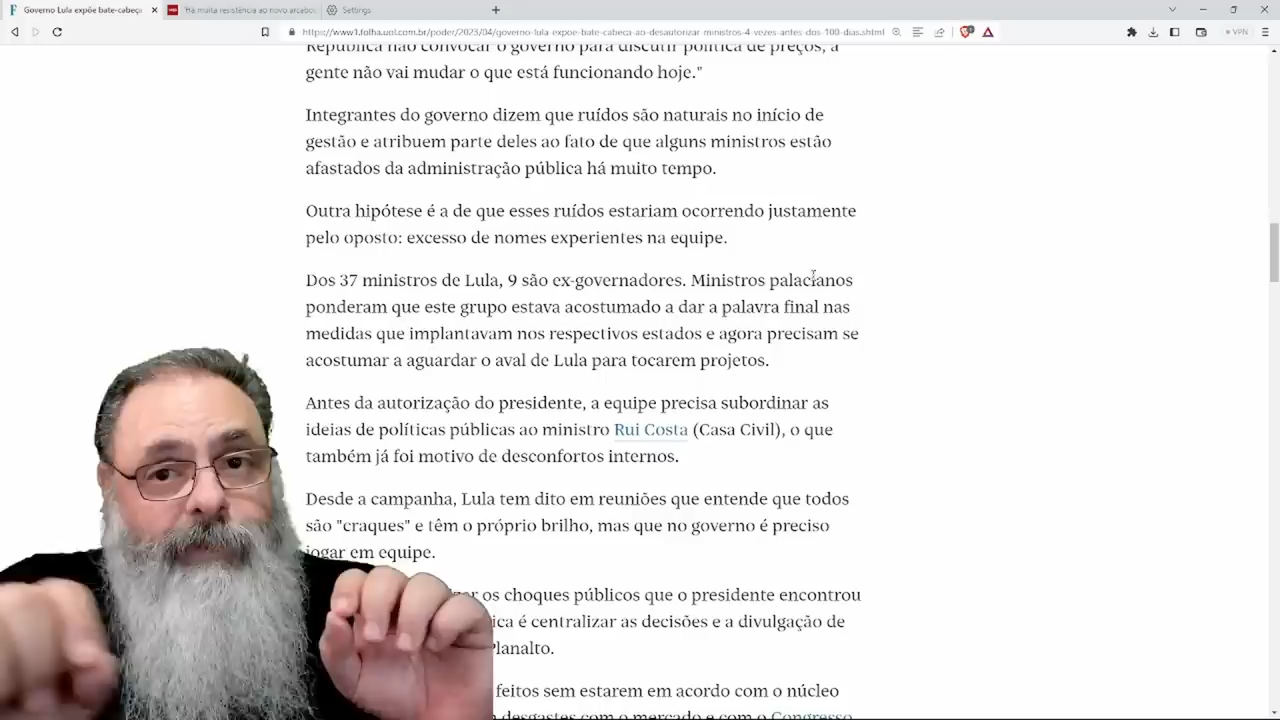 Governo Lula expõe bate-cabeça
"Há muita resistência ao novo arcabou
Settings
https://www1.folha.uol.com.br/poder/2023/04/governo-lula-expoe-bate-cabeca-ao-desautorizar-ministros-4-vezes-antes-dos-100-dias.shtml
VPN
República não convocar o governo para discutir política de preços, a
gente não vai mudar o que está funcionando hoje."
Integrantes do governo dizem que ruídos são naturais no início de
gestão e atribuem parte deles ao fato de que alguns ministros estão
afastados da administração pública há muito tempo.
Outra hipótese é a de que esses ruídos estariam ocorrendo justamente
pelo oposto: excesso de nomes experientes na equipe.
Dos 37 ministros de Lula, 9 são ex-governadores. Ministros palacianos
ponderam que este grupo estava acostumado a dar a palavra final nas
medidas que implantavam nos respectivos estados e agora precisam se
acostumar a aguardar o aval de Lula para tocarem projetos.
Antes da autorização do presidente, a equipe precisa subordinar as
ideias de políticas públicas ao ministro Rui Costa (Casa Civil), o que
também já foi motivo de desconfortos internos.
Desde a campanha, Lula tem dito em reuniões que entende que todos
são "craques" e têm o próprio brilho, mas que no governo é preciso
jogar em equipe.
os choques públicos que o presidente encontrou
é centralizar as decisões e a divulgação de
Planalto.
feitos sem estarem em acordo com o núcleo
desgastes com o mercado e com o Congresso